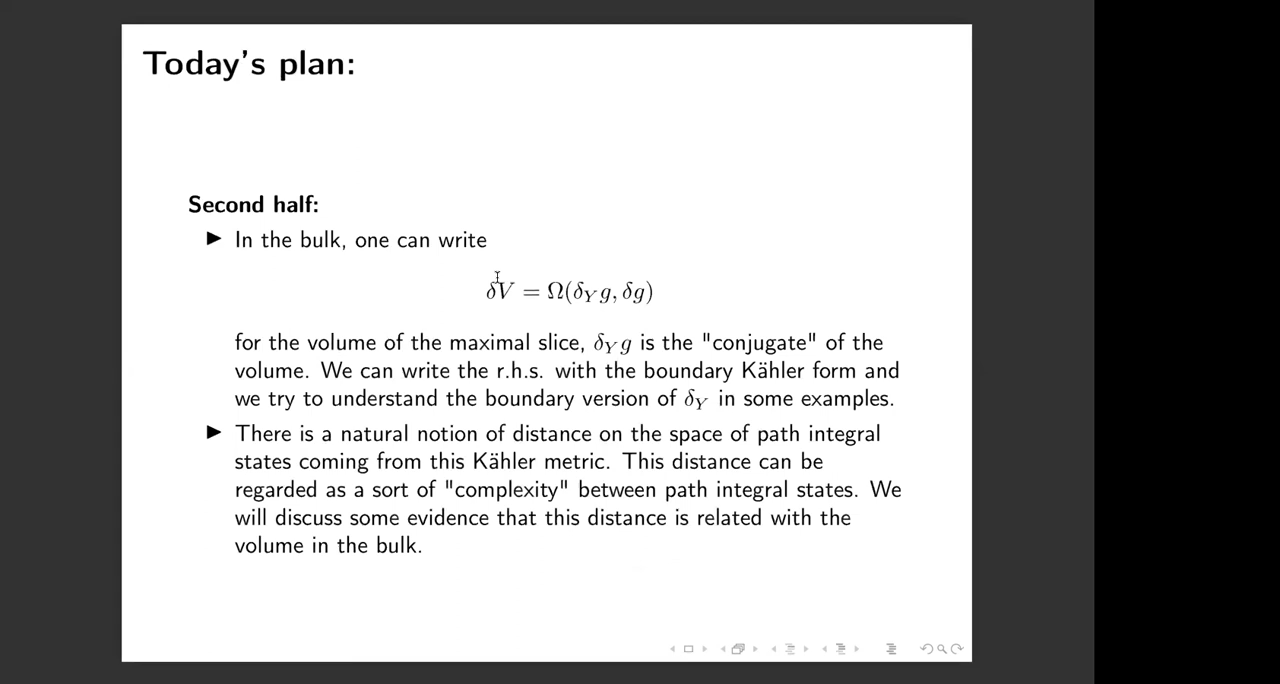 Today's plan:
Second half:
▶ In the bulk, one can write
δV = Ω(δ_Y g, δg)
for the volume of the maximal slice, δ_Y g is the "conjugate" of the
volume. We can write the r.h.s. with the boundary Kähler form and
we try to understand the boundary version of δ_Y in some examples.
▶ There is a natural notion of distance on the space of path integral
states coming from this Kähler metric. This distance can be
regarded as a sort of "complexity" between path integral states. We
will discuss some evidence that this distance is related with the
volume in the bulk.